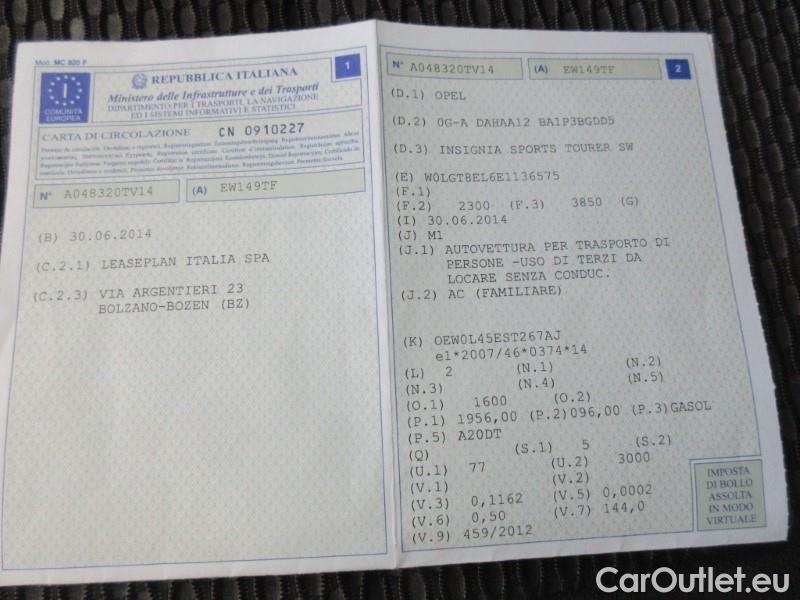 Mod. MC 820 F
1
REPUBBLICA ITALIANA
Ministero delle Infrastrutture e dei Trasporti
DIPARTIMENTO PER I TRASPORTI, LA NAVIGAZIONE
ED I SISTEMI INFORMATIVI E STATISTICI
I
COMUNITÀ
EUROPEA
CARTA DI CIRCOLAZIONE CN 0910227
N° A048320TV14 (A) EW149TF
(B) 30.06.2014
(C.2.1) LEASEPLAN ITALIA SPA
(C.2.3) VIA ARGENTIERI 23
BOLZANO-BOZEN (BZ)
N° A048320TV14 (A) EW149TF 2
(D.1) OPEL
(D.2) 0G-A DAHAA12 BA1P3BGDD5
(D.3) INSIGNIA SPORTS TOURER SW
(E) W0LGT8EL6E1136575
(F.1)
(F.2) 2300 (F.3) 3850 (G)
(I) 30.06.2014
(J) M1
(J.1) AUTOVETTURA PER TRASPORTO DI
PERSONE -USO DI TERZI DA
LOCARE SENZA CONDUC.
(J.2) AC (FAMILIARE)
(K) OEW0L45EST267AJ
e1*2007/46*0374*14
(L) 2 (N.1) (N.2)
(N.3) (N.4) (N.5)
(O.1) 1600 (O.2)
(P.1) 1956,00 (P.2)096,00 (P.3)GASOL
(P.5) A20DT
(Q) (S.1) 5 (S.2)
(U.1) 77 (U.2) 3000
(V.1) (V.2)
(V.3) 0,1162 (V.5) 0,0002
(V.6) 0,50 (V.7) 144,0
(V.9) 459/2012
IMPOSTA
DI BOLLO
ASSOLTA
IN MODO
VIRTUALE
CarOutlet.eu